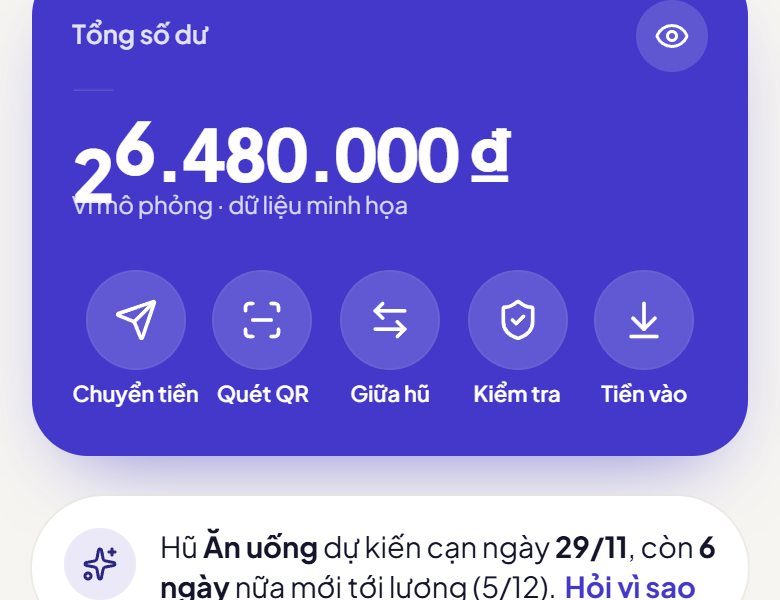 Tổng số dư
26.480.000 ₫
Ví mô phỏng · dữ liệu minh họa
Chuyển tiền
Quét QR
Giữa hũ
Kiểm tra
Tiền vào
Hũ Ăn uống dự kiến cạn ngày 29/11, còn 6
ngày nữa mới tới lương (5/12). Hỏi vì sao